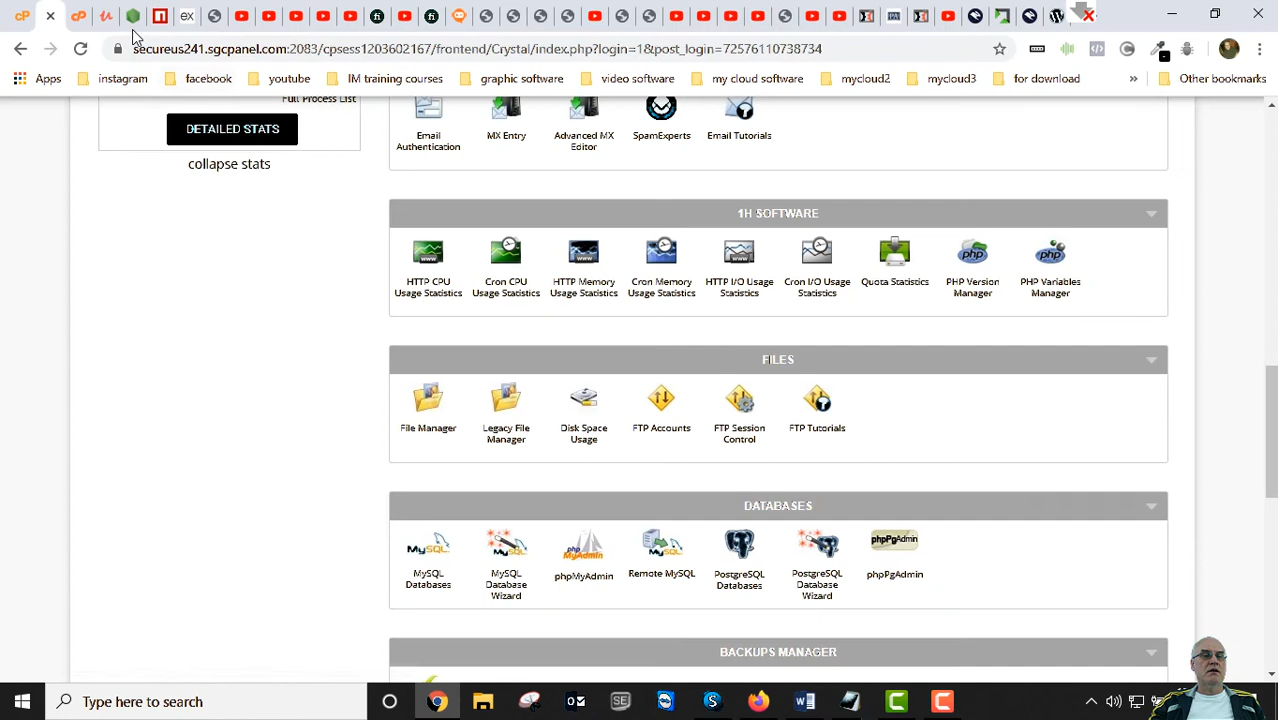 cP
cP
ex
secureus241.sgcpanel.com:2083/cpsess1203602167/frontend/Crystal/index.php?login=1&post_login=72576110738734
Apps
instagram
facebook
youtube
IM training courses
graphic software
video software
my cloud software
mycloud2
mycloud3
for download
»
Other bookmarks
Full Process List
DETAILED STATS
collapse stats
Email Authentication
MX Entry
Advanced MX Editor
SpamExperts
Email Tutorials
1H SOFTWARE
HTTP CPU Usage Statistics
Cron CPU Usage Statistics
HTTP Memory Usage Statistics
Cron Memory Usage Statistics
HTTP I/O Usage Statistics
Cron I/O Usage Statistics
Quota Statistics
PHP Version Manager
PHP Variables Manager
FILES
File Manager
Legacy File Manager
Disk Space Usage
FTP Accounts
FTP Session Control
FTP Tutorials
DATABASES
MySQL Databases
MySQL Database Wizard
phpMyAdmin
Remote MySQL
PostgreSQL Databases
PostgreSQL Database Wizard
phpPgAdmin
phpPgAdmin
BACKUPS MANAGER
Type here to search